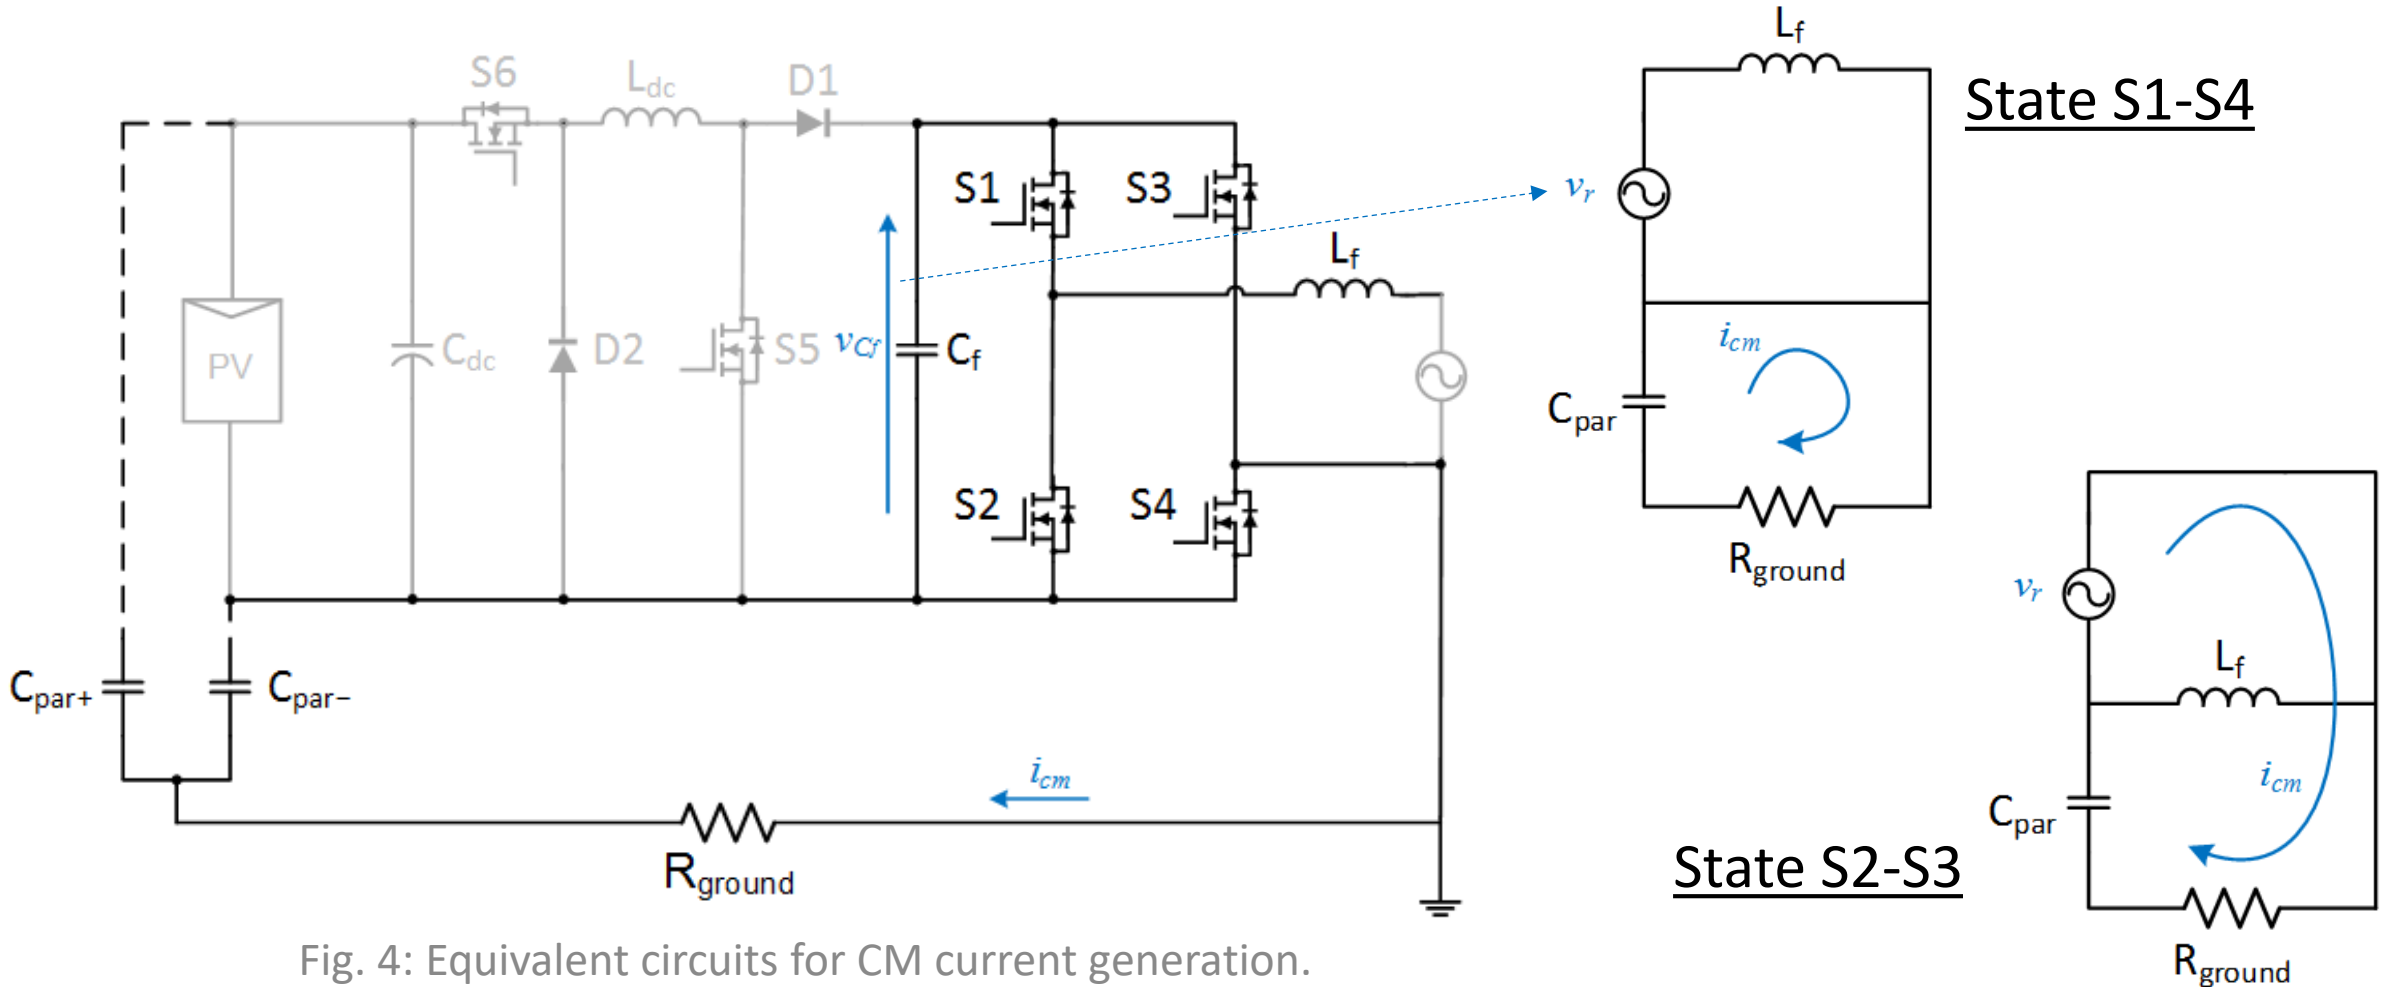 S6
Ldc
D1
PV
Cdc
D2
S5
vCf
Cf
S1
S3
Lf
S2
S4
Cpar+
Cpar−
icm
Rground
Lf
State S1-S4
vr
icm
Cpar
Rground
vr
Lf
icm
Cpar
State S2-S3
Rground
Fig. 4: Equivalent circuits for CM current generation.